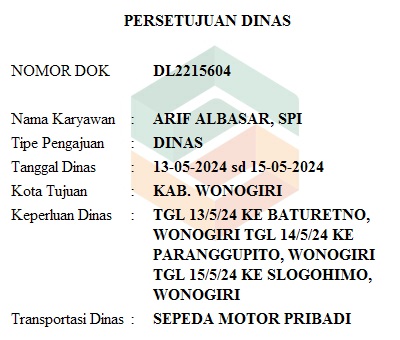 PERSETUJUAN DINAS
NOMOR DOK DL2215604
Nama Karyawan : ARIF ALBASAR, SPI
Tipe Pengajuan : DINAS
Tanggal Dinas : 13-05-2024 sd 15-05-2024
Kota Tujuan : KAB. WONOGIRI
Keperluan Dinas : TGL 13/5/24 KE BATURETNO,
WONOGIRI TGL 14/5/24 KE
PARANGGUPITO, WONOGIRI
TGL 15/5/24 KE SLOGOHIMO,
WONOGIRI
Transportasi Dinas : SEPEDA MOTOR PRIBADI